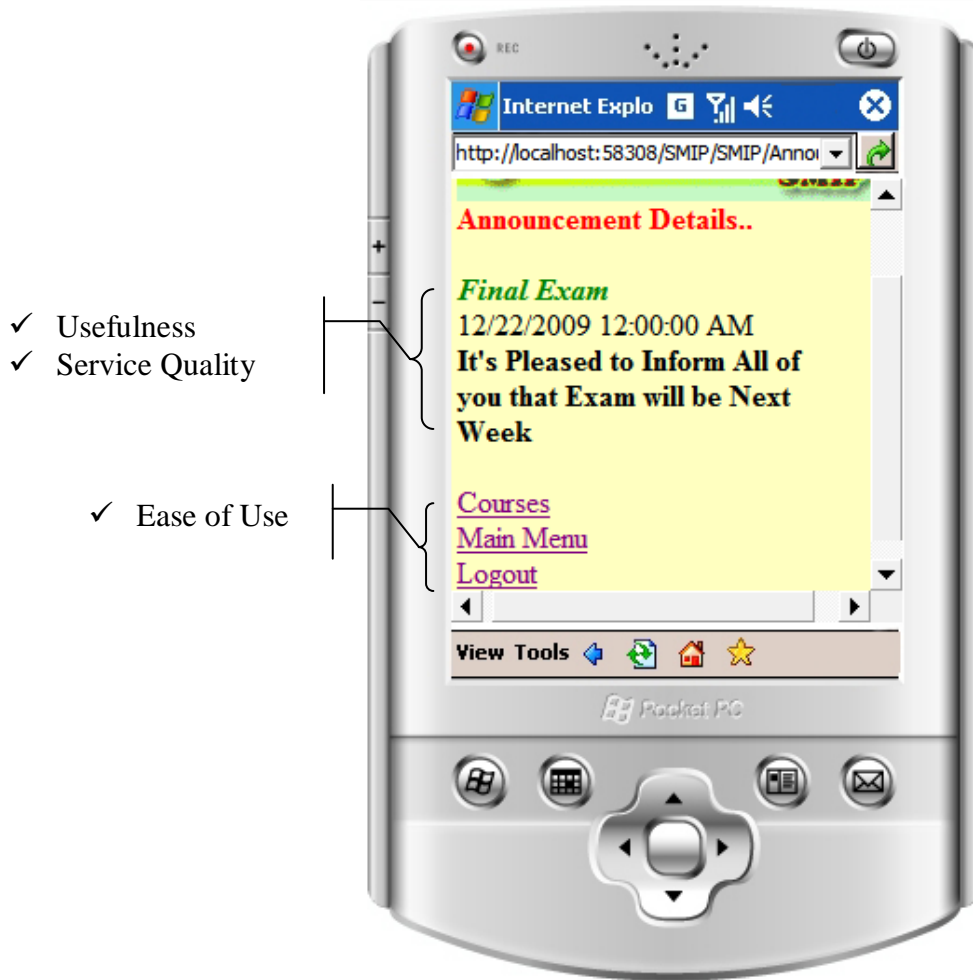 REC
Internet Explo G
http://localhost:58308/SMIP/SMIP/Annou
SMIP
Announcement Details..
Final Exam
12/22/2009 12:00:00 AM
It's Pleased to Inform All of
you that Exam will be Next
Week
✓ Usefulness
✓ Service Quality
✓ Ease of Use
Courses
Main Menu
Logout
View Tools
Pocket PC